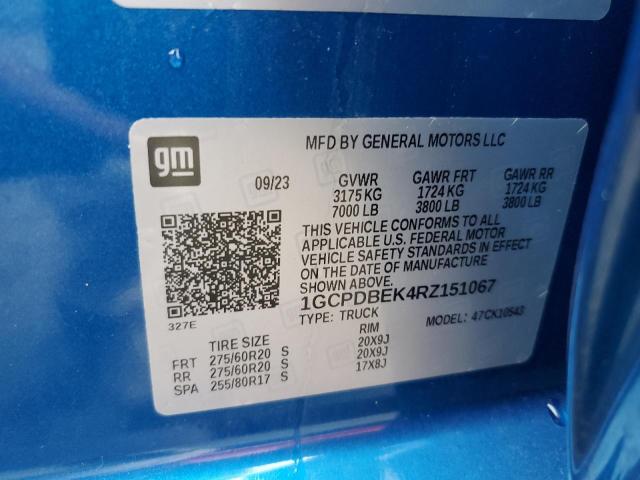 gm
MFD BY GENERAL MOTORS LLC
09/23 GVWR GAWR FRT GAWR RR
3175 KG 1724 KG 1724 KG
7000 LB 3800 LB 3800 LB
THIS VEHICLE CONFORMS TO ALL
APPLICABLE U.S. FEDERAL MOTOR
VEHICLE SAFETY STANDARDS IN EFFECT
ON THE DATE OF MANUFACTURE
SHOWN ABOVE.
1GCPDBEK4RZ151067
327E
TYPE: TRUCK MODEL: 47CK10543
TIRE SIZE RIM
FRT 275/60R20 S 20X9J
RR 275/60R20 S 20X9J
SPA 255/80R17 S 17X8J